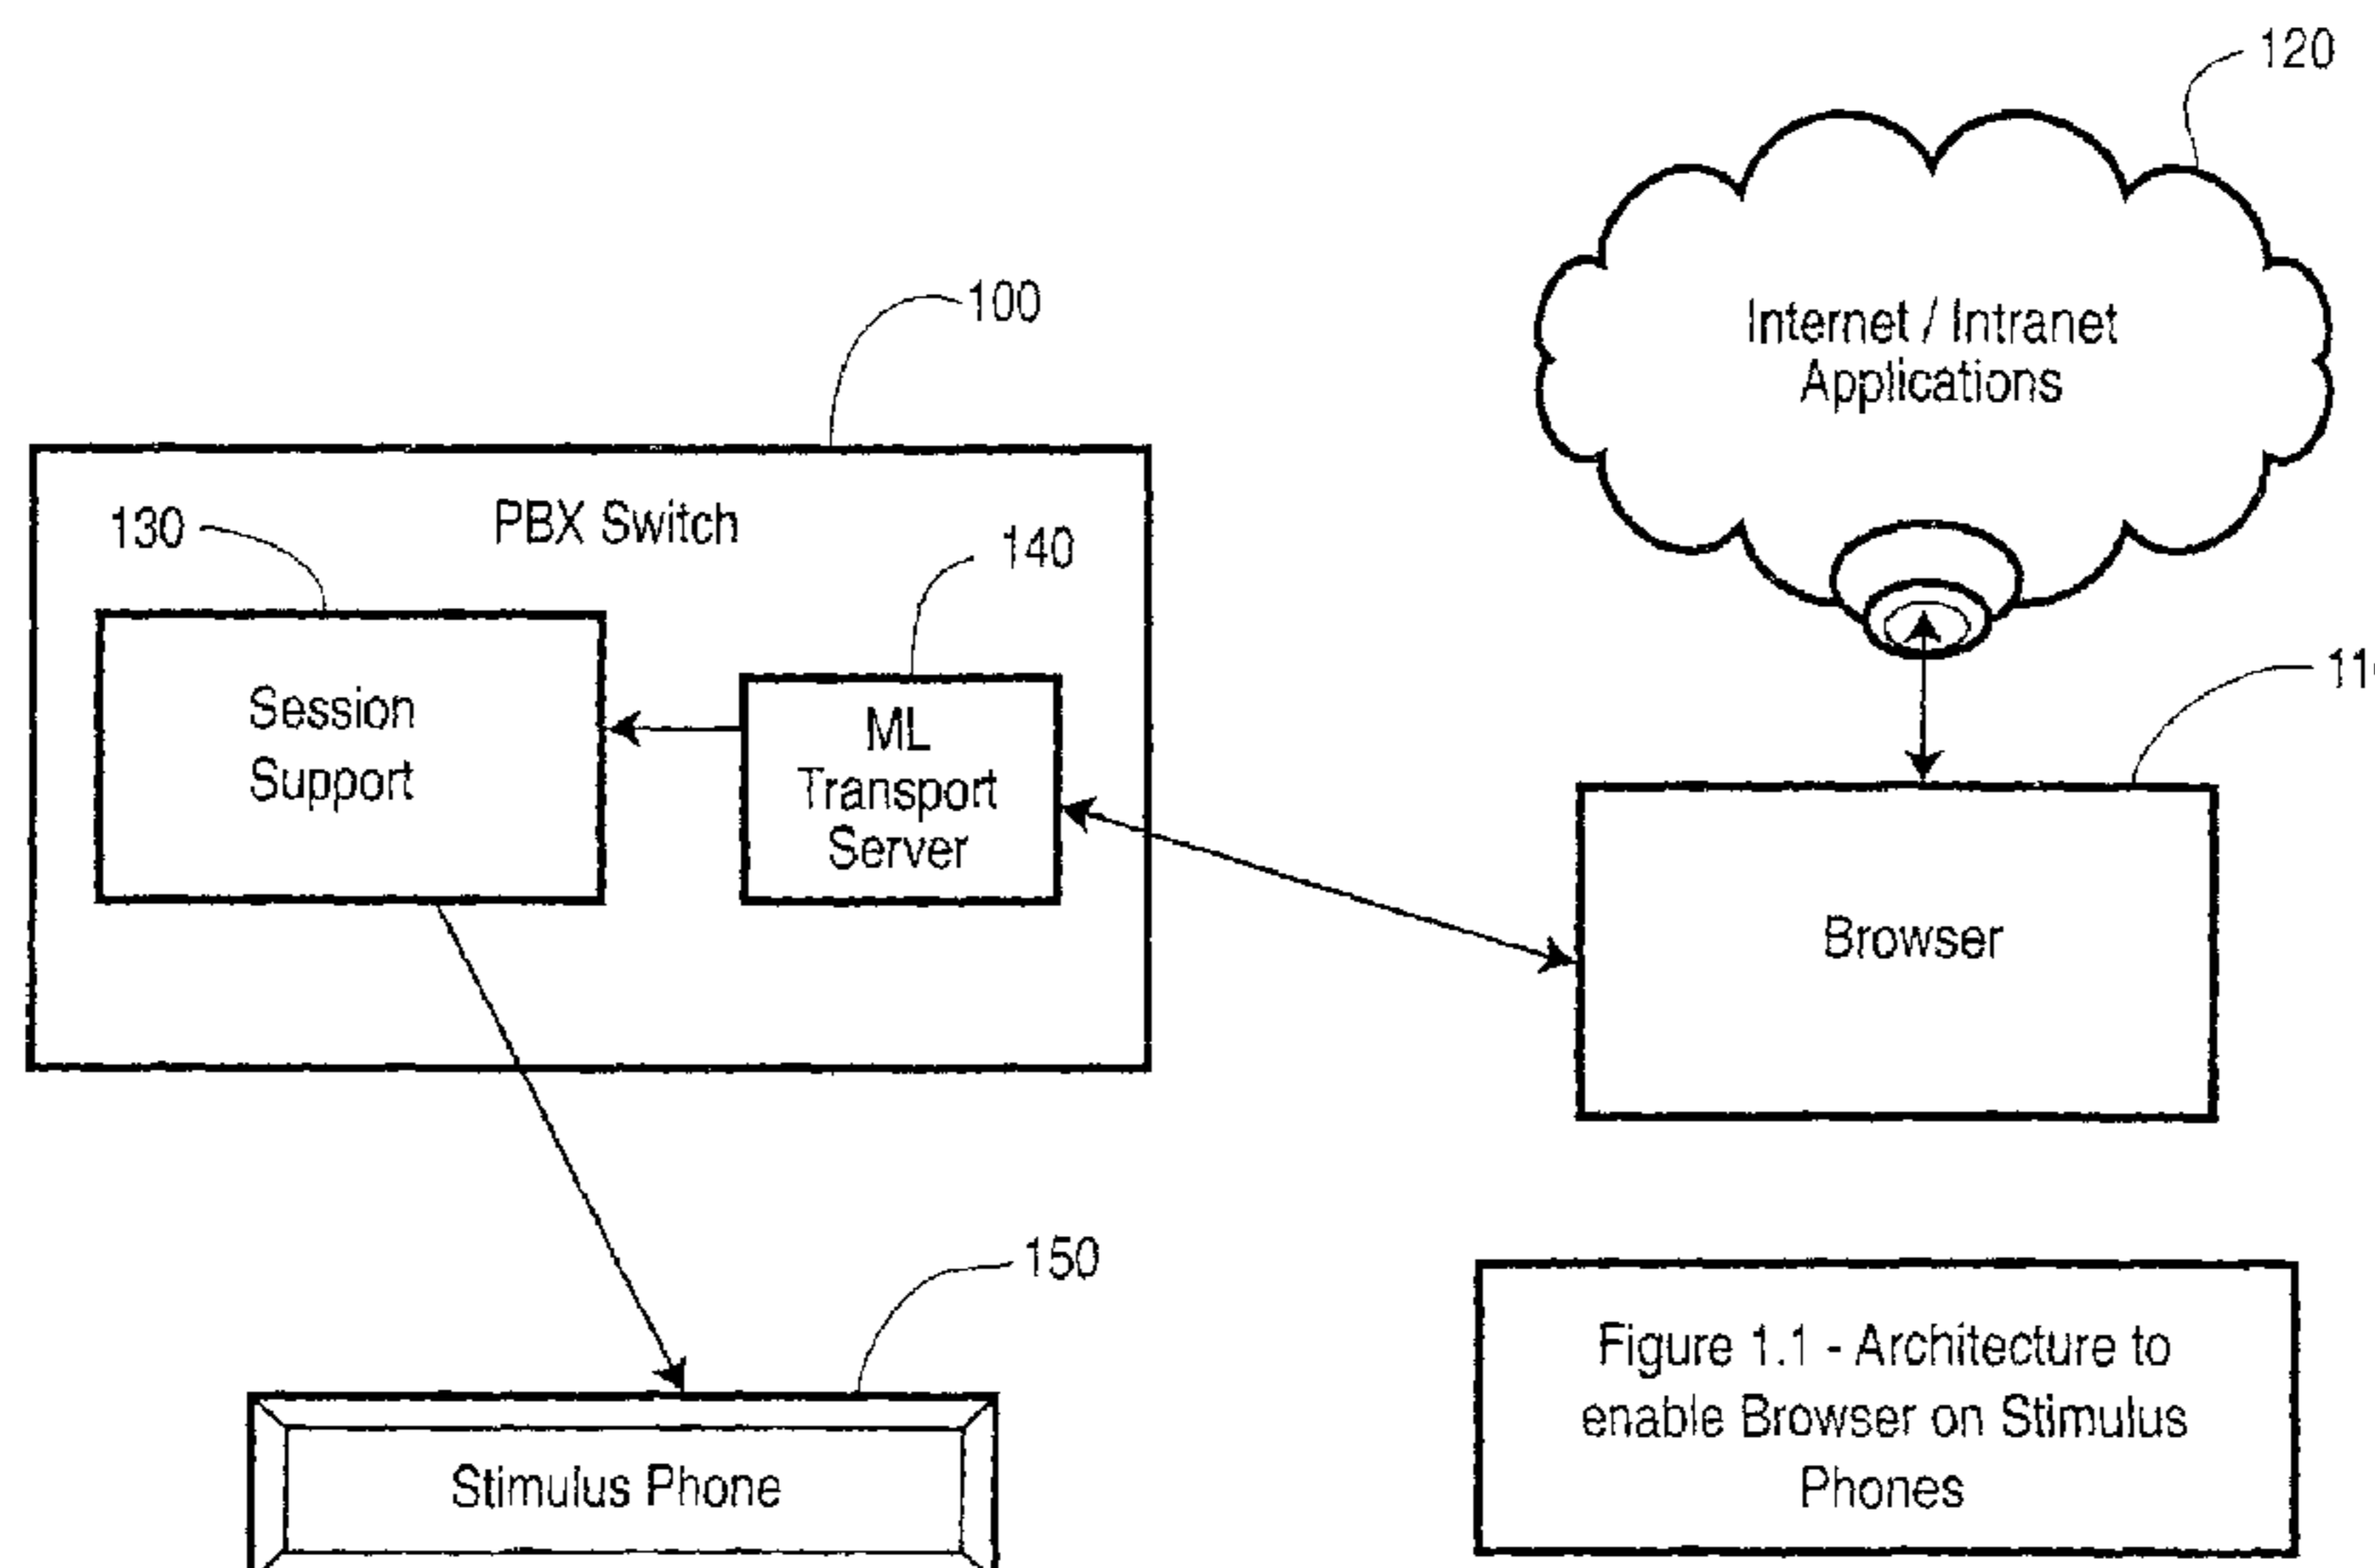 120
Internet / Intranet
Applications
100
PBX Switch
130
140
Session
Support
ML
Transport
Server
Browser
150
Stimulus Phone
Figure 1.1 - Architecture to
enable Browser on Stimulus
Phones